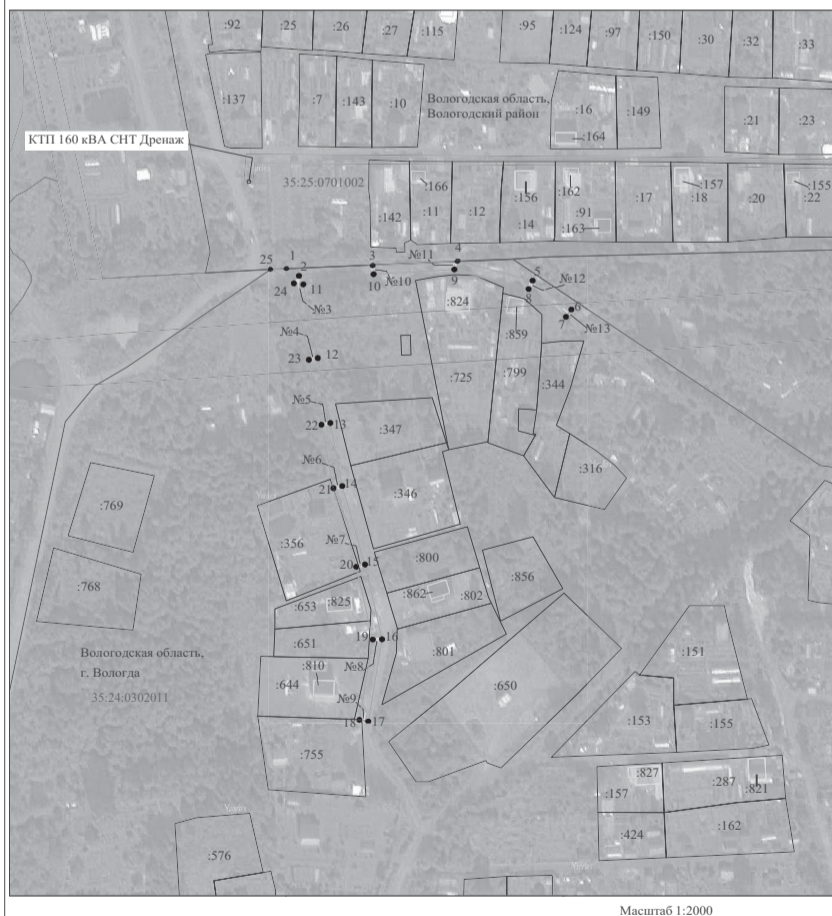 :92 :25 :26 :27 :115 :95 :124 :97 :150 :30 :32 :33
:137 :7 :143 :10
Вологодская область,
Вологодский район
:16 :149 :21 :23
:164
КТП 160 кВА СНТ Дренаж
35:25:0701002
:166 :156 :162 :157 :155
:142 :11 :12 :14 :91 :17 :18 :20 :22
:163
25 1 3 №11 4
2 10 №10 9 5 №12
24 11 8
№3 :824 6
7 №13
№4 :859
23 12
:725 :799 :344
№5
22 13 :347
:316
№6
21 14 :346
:769
:356 №7
:800
20 15 :856
:768
:862 :802
:653 :825
19 16
:651 :801
№8
Вологодская область,
г. Вологда
35:24:0302011
:810
:644
:650
:151
№9
18 17
:153 :155
:755
:827 :287
:157 :821
:424 :162
:576
Масштаб 1:2000